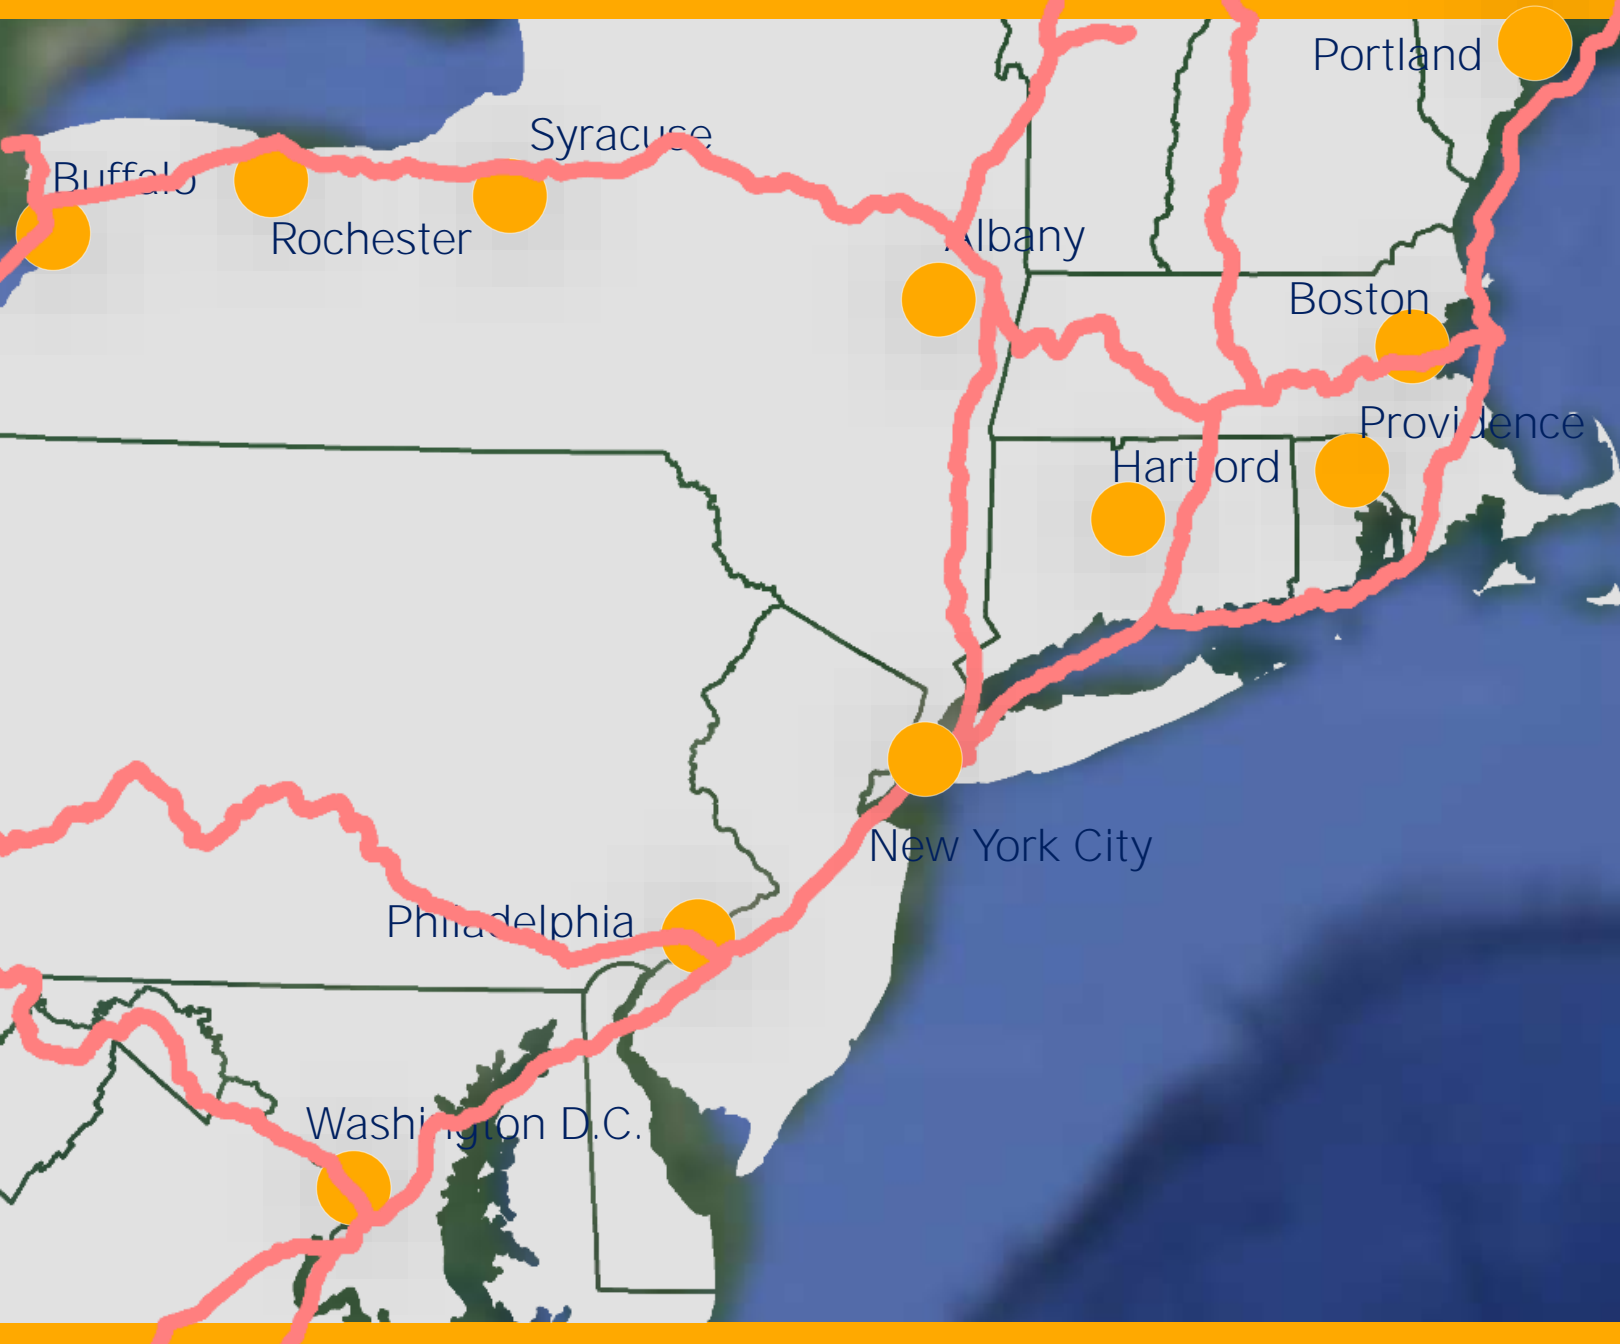 Portland
Syracuse
Buffalo
Rochester
Albany
Boston
Providence
Hartford
New York City
Philadelphia
Washington D.C.